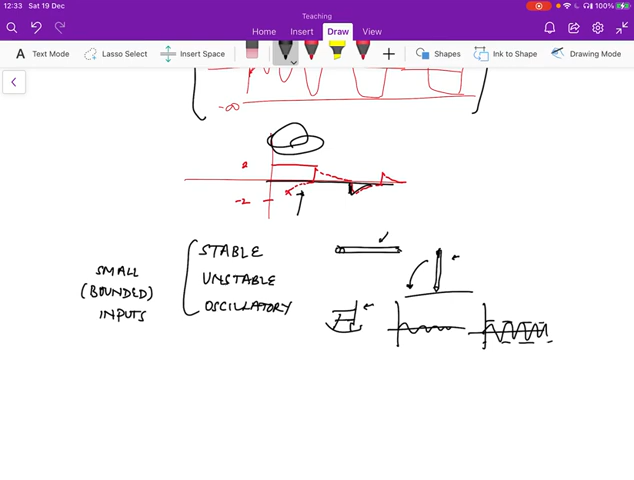 12:33 Sat 19 Dec
100%
Teaching
Home Insert Draw View
A Text Mode Lasso Select Insert Space Shapes Ink to Shape Drawing Mode
-∞
2
-2
STABLE
SMALL
UNSTABLE
(BOUNDED)
OSCILLATORY
INPUTS